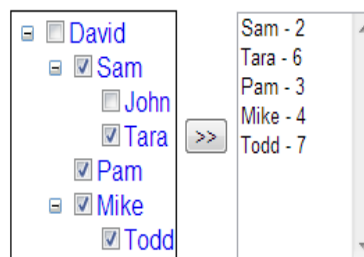 David
Sam
John
Tara
Pam
Mike
Todd
>>
Sam - 2
Tara - 6
Pam - 3
Mike - 4
Todd - 7